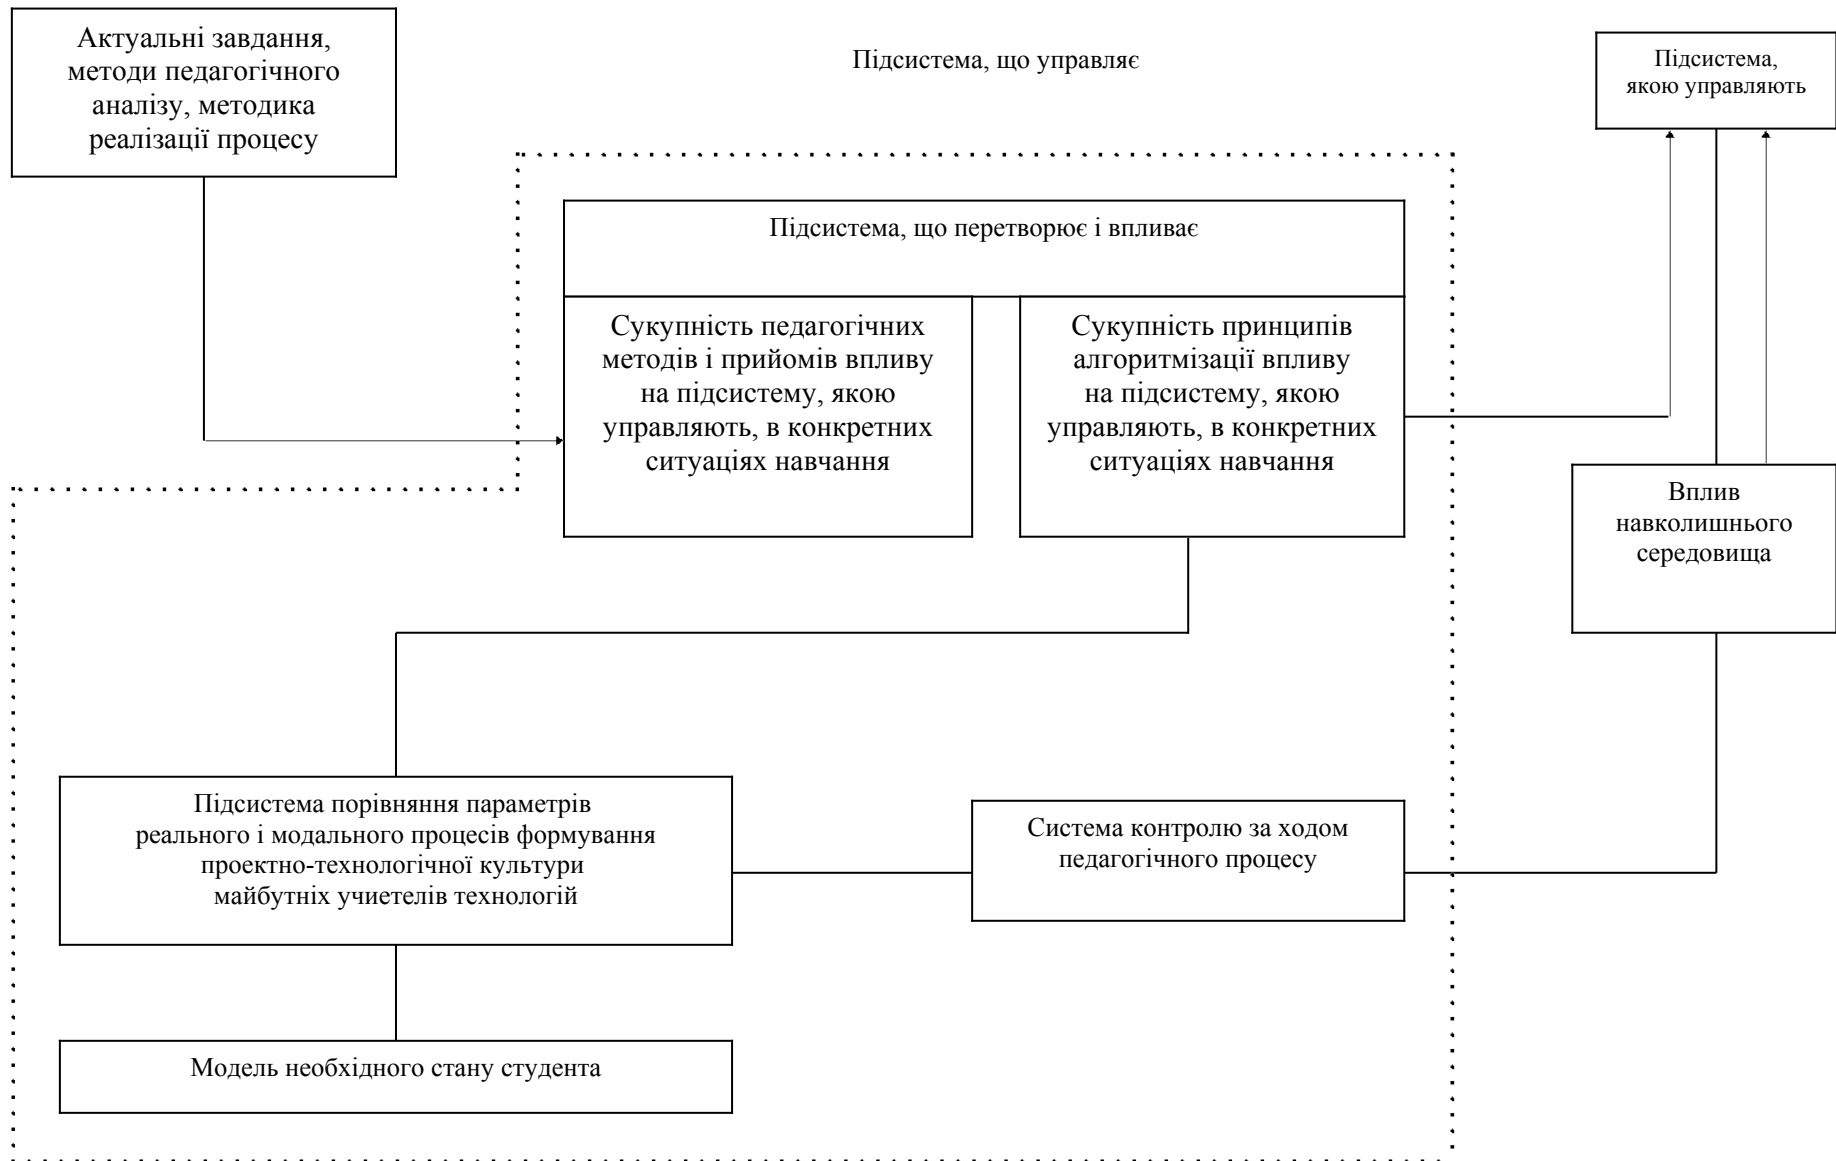 Актуальні завдання,
методи педагогічного
аналізу, методика
реалізації процесу
Підсистема, що управляє
Підсистема,
якою управляють
Підсистема, що перетворює і впливає
Сукупність педагогічних
методів і прийомів впливу
на підсистему, якою
управляють, в конкретних
ситуаціях навчання
Сукупність принципів
алгоритмізації впливу
на підсистему, якою
управляють, в конкретних
ситуаціях навчання
Вплив
навколишнього
середовища
Підсистема порівняння параметрів
реального і модального процесів формування
проектно-технологічної культури
майбутніх учиетелів технологій
Система контролю за ходом
педагогічного процесу
Модель необхідного стану студента